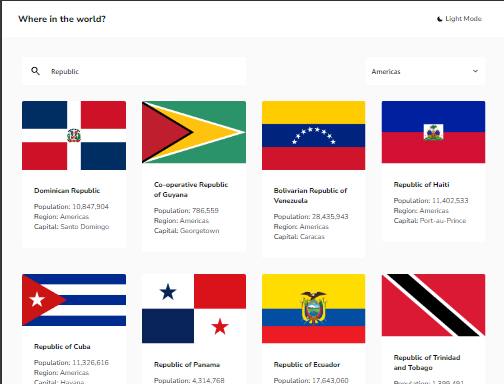 Where in the world?
Light Mode
Republic
Americas
Dominican Republic
Population: 10,847,904
Region: Americas
Capital: Santo Domingo
Co-operative Republic
of Guyana
Population: 786,559
Region: Americas
Capital: Georgetown
Bolivarian Republic of
Venezuela
Population: 28,435,943
Region: Americas
Capital: Caracas
Republic of Haiti
Population: 11,402,533
Region: Americas
Capital: Port-au-Prince
Republic of Cuba
Population: 11,326,616
Region: Americas
Capital: Havana
Republic of Panama
Population: 4,314,768
Republic of Ecuador
Population: 17,643,060
Republic of Trinidad
and Tobago
Population: 1,399,491